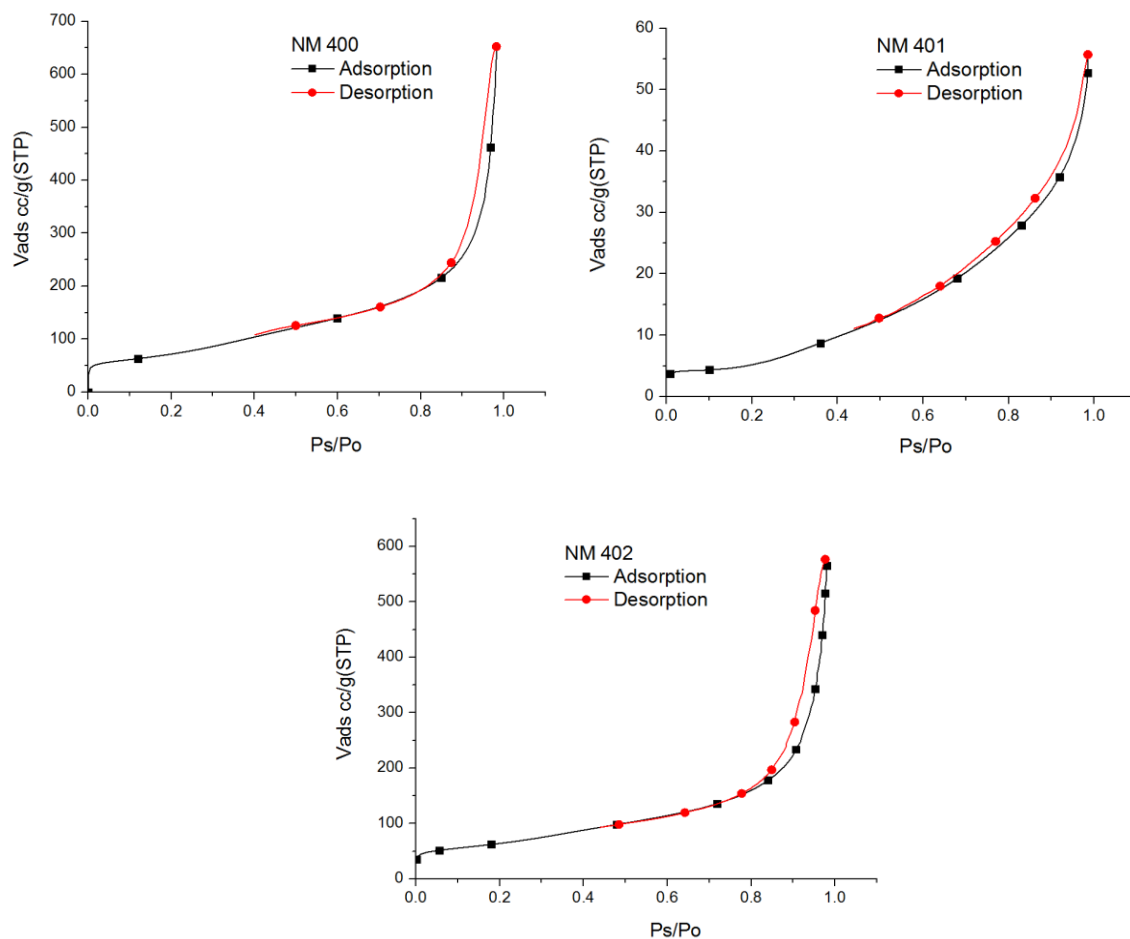 NM 400
Adsorption
Desorption
Vads cc/g(STP)
700
600
500
400
300
200
100
0
0.0 0.2 0.4 0.6 0.8 1.0
Ps/Po
NM 401
Adsorption
Desorption
Vads cc/g(STP)
60
50
40
30
20
10
0
0.0 0.2 0.4 0.6 0.8 1.0
Ps/Po
NM 402
Adsorption
Desorption
Vads cc/g(STP)
600
500
400
300
200
100
0
0.0 0.2 0.4 0.6 0.8 1.0
Ps/Po